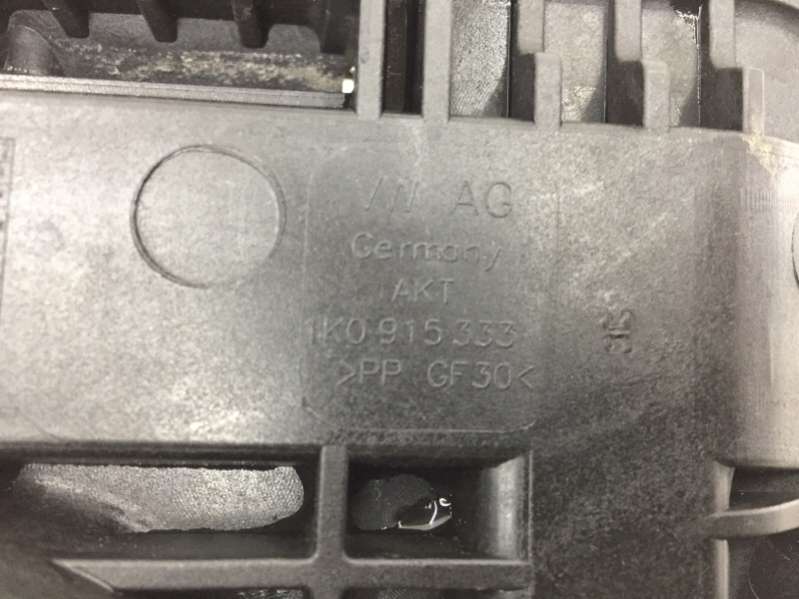 VW AG
Germany
AKT
1K0 915 333
>PP GF30<